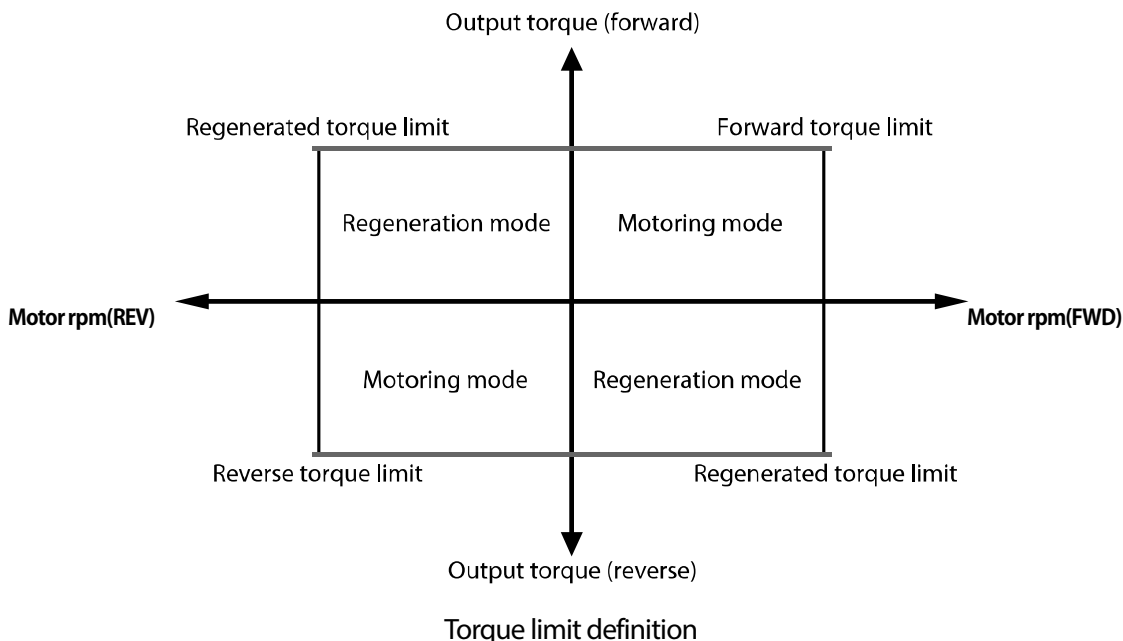 Output torque (forward)
Regenerated torque limit
Forward torque limit
Regeneration mode
Motoring mode
Motor rpm(REV)
Motor rpm(FWD)
Motoring mode
Regeneration mode
Reverse torque limit
Regenerated torque limit
Output torque (reverse)
Torque limit definition